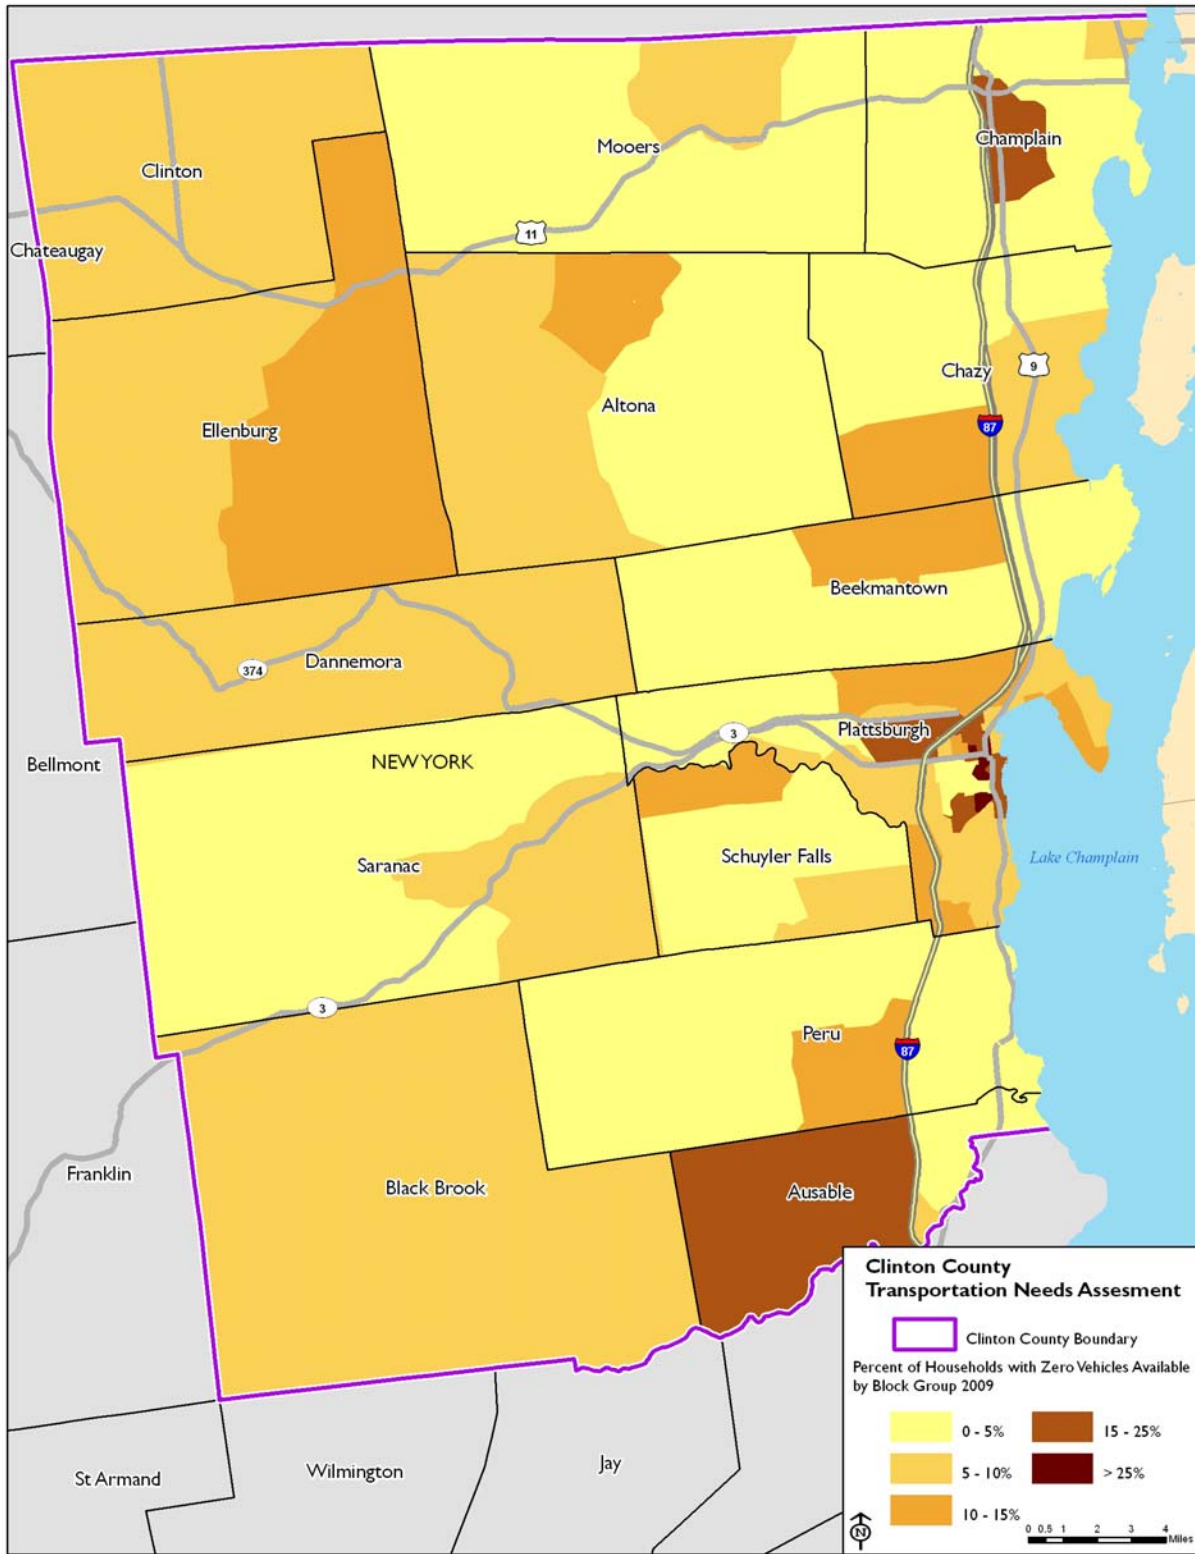 Clinton
Mooers
Champlain
11
Chateaugay
Chazy
9
Altona
Ellenburg
87
Beekmantown
Dannemora
374
Plattsburgh
3
Bellmont
NEW YORK
Saranac
Schuyler Falls
Lake Champlain
3
Peru
87
Franklin
Black Brook
Ausable
St Armand
Wilmington
Jay
Clinton County
Transportation Needs Assesment
Clinton County Boundary
Percent of Households with Zero Vehicles Available
by Block Group 2009
0 - 5%
15 - 25%
5 - 10%
> 25%
10 - 15%
N
0 0.5 1 2 3 4
Miles